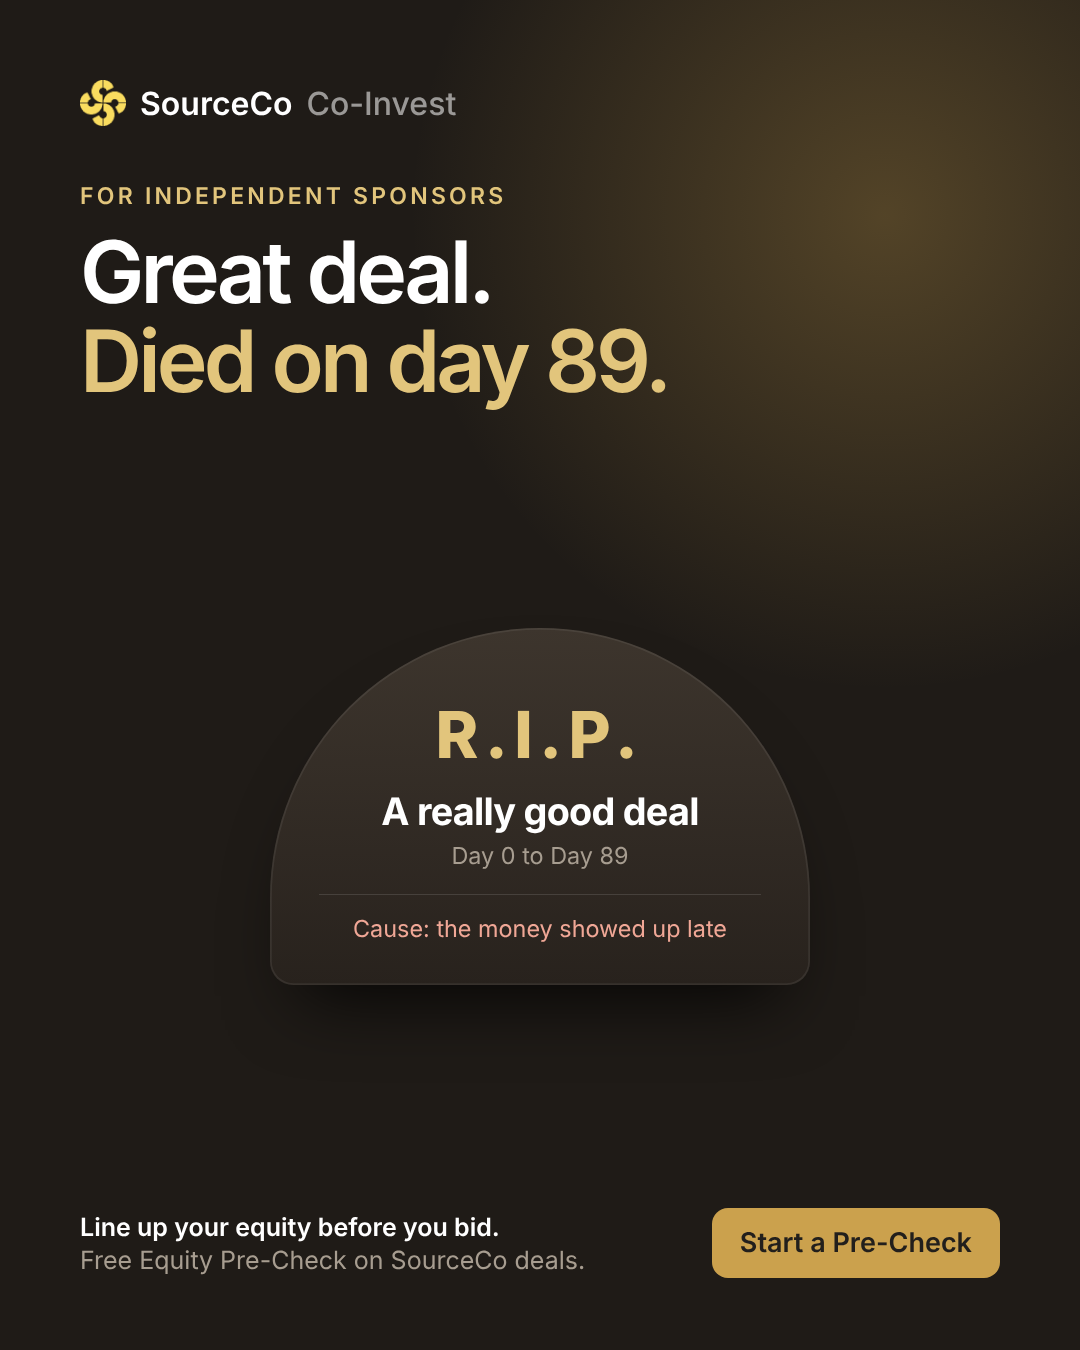 SourceCo Co-Invest
FOR INDEPENDENT SPONSORS
Great deal.
Died on day 89.
R.I.P.
A really good deal
Day 0 to Day 89
Cause: the money showed up late
Line up your equity before you bid.
Free Equity Pre-Check on SourceCo deals.
Start a Pre-Check